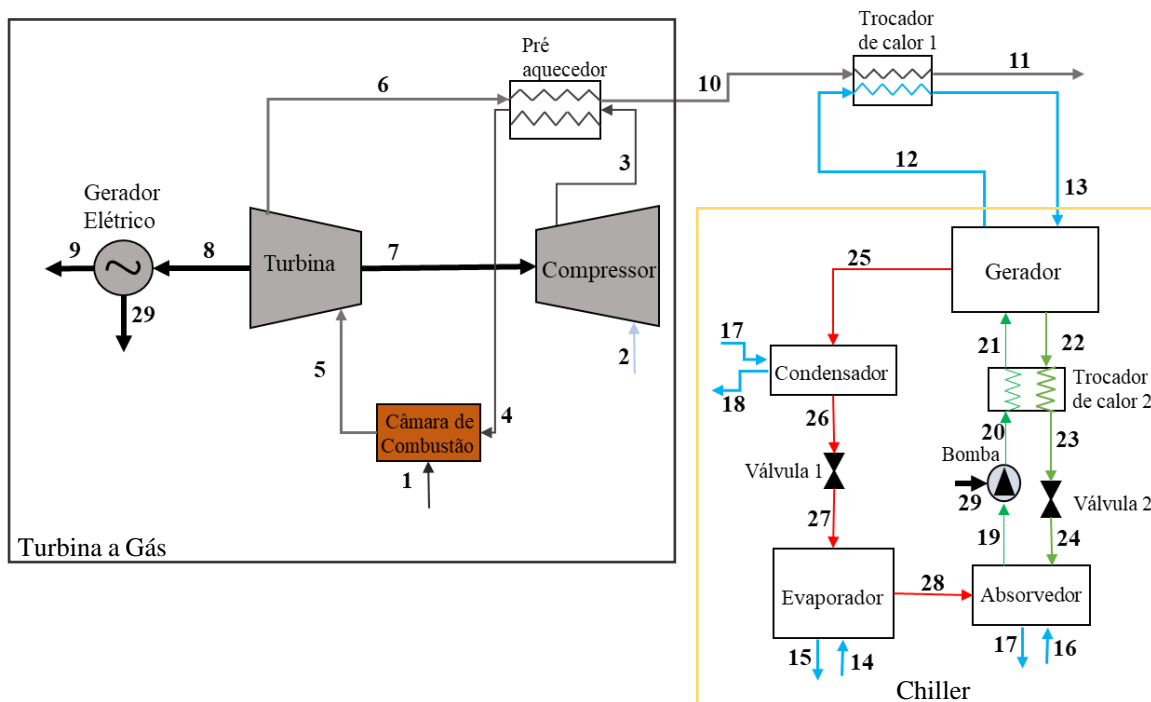 Trocador
de calor 1
Pré
aquecedor
6
10
11
3
12
13
Gerador
Elétrico
9
8
Turbina
7
Compressor
29
5
2
Câmara de
Combustão
4
1
Turbina a Gás
25
Gerador
17
18
Condensador
21
22
Trocador
de calor 2
26
20
23
Válvula 1
Bomba
29
Válvula 2
27
19
24
Evaporador
28
Absorvedor
15
14
17
16
Chiller